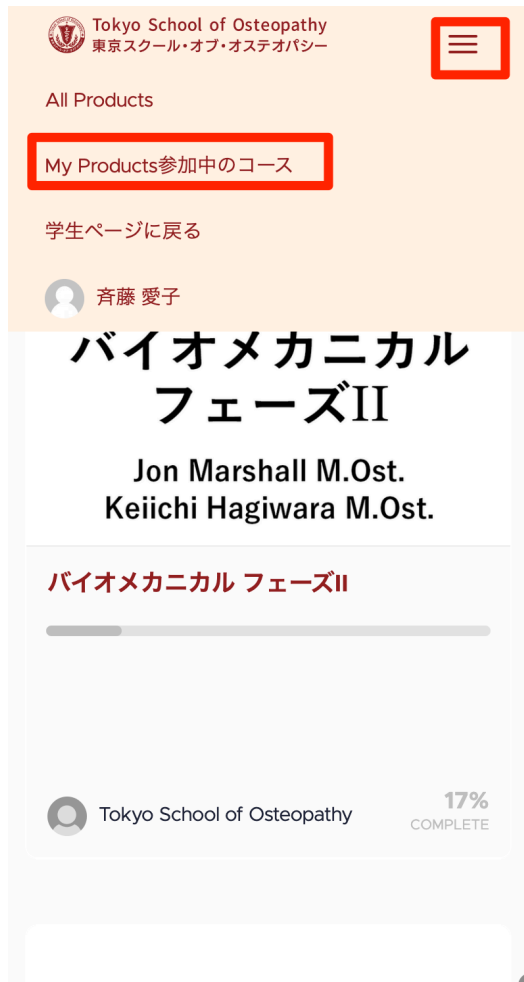 Tokyo School of Osteopathy
東京スクール・オブ・オステオパシー
All Products
My Products参加中のコース
学生ページに戻る
斉藤 愛子
バイオメカニカル
フェーズII
Jon Marshall M.Ost.
Keiichi Hagiwara M.Ost.
バイオメカニカル フェーズII
Tokyo School of Osteopathy
17%
COMPLETE